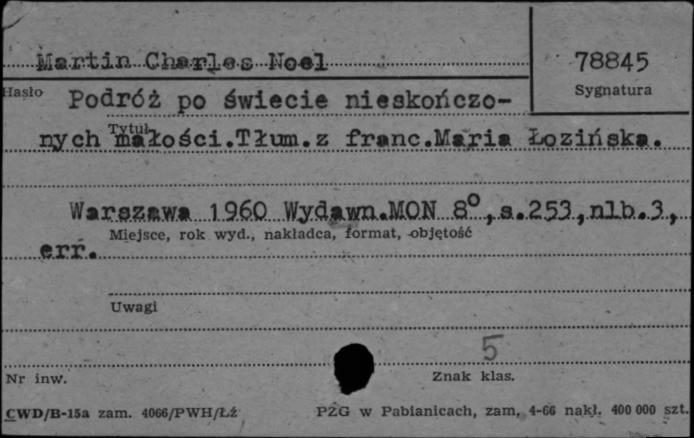 Martin Charles Noel
78845
Hasło
Sygnatura
Podróż po świecie nieskończo-
Tytuł
nych małości.Tłum.z franc.Maria Łozińska.
Warszawa 1960 Wydawn.MON 8°,s.253,nlb.3,
Miejsce, rok wyd., nakładca, format, objętość
err.
Uwagi
5
Nr inw.
Znak klas.
CWD/B-15a zam. 4066/PWH/Łż
PZG w Pabianicach, zam. 4-66 nakł. 400 000 szt.